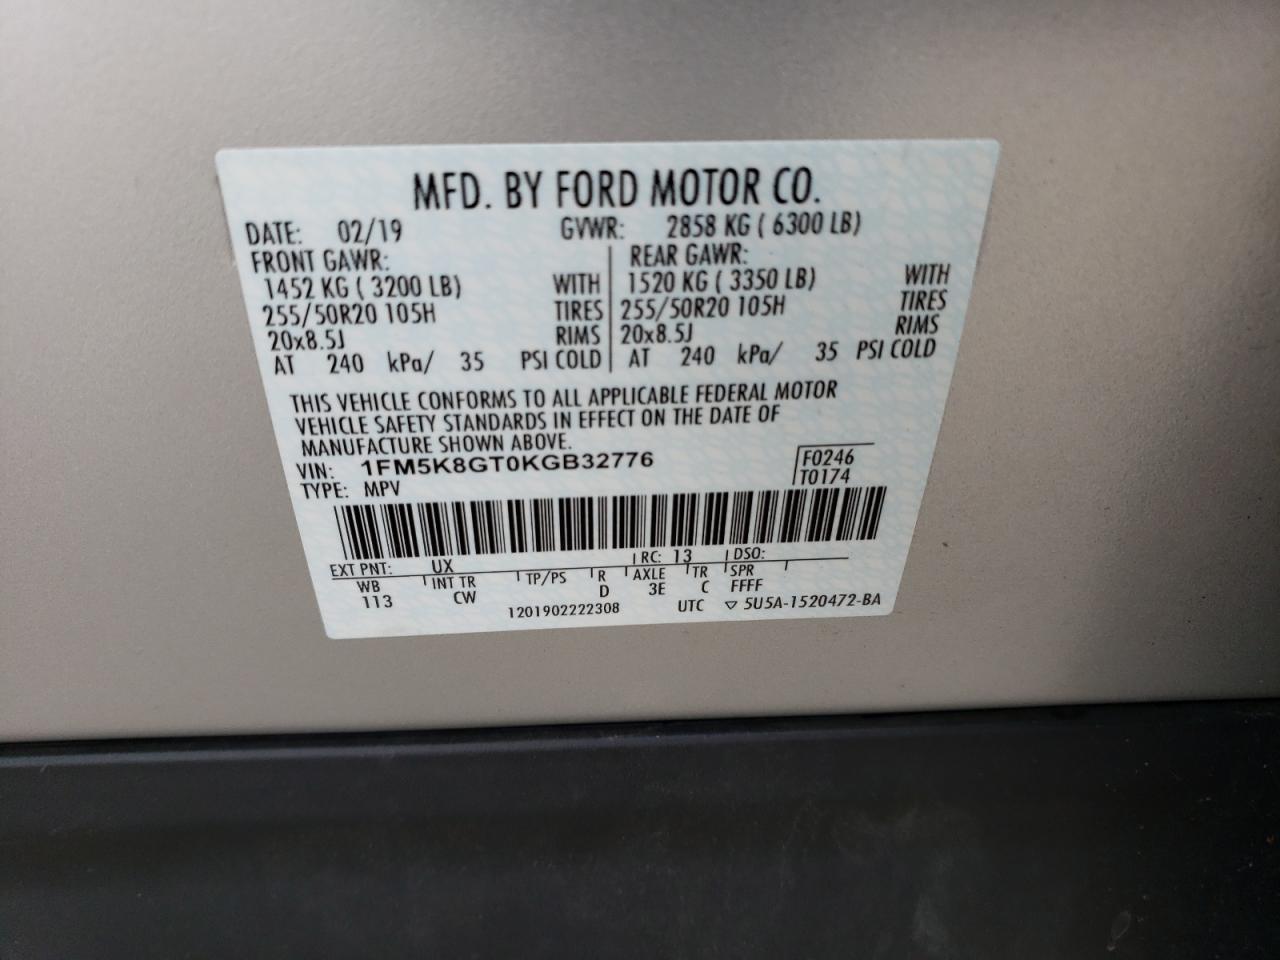 MFD. BY FORD MOTOR CO.
DATE: 02/19 GVWR: 2858 KG ( 6300 LB)
FRONT GAWR: REAR GAWR:
1452 KG ( 3200 LB) WITH 1520 KG ( 3350 LB) WITH
255/50R20 105H TIRES 255/50R20 105H TIRES
20x8.5J RIMS 20x8.5J RIMS
AT 240 kPa/ 35 PSI COLD AT 240 kPa/ 35 PSI COLD
THIS VEHICLE CONFORMS TO ALL APPLICABLE FEDERAL MOTOR
VEHICLE SAFETY STANDARDS IN EFFECT ON THE DATE OF
MANUFACTURE SHOWN ABOVE.
VIN: 1FM5K8GT0KGB32776 F0246
TYPE: MPV T0174
EXT PNT: UX RC: 13 DSO:
WB INT TR TP/PS R AXLE TR SPR
113 CW D 3E C FFFF
1201902222308 UTC ▽ 5U5A-1520472-BA